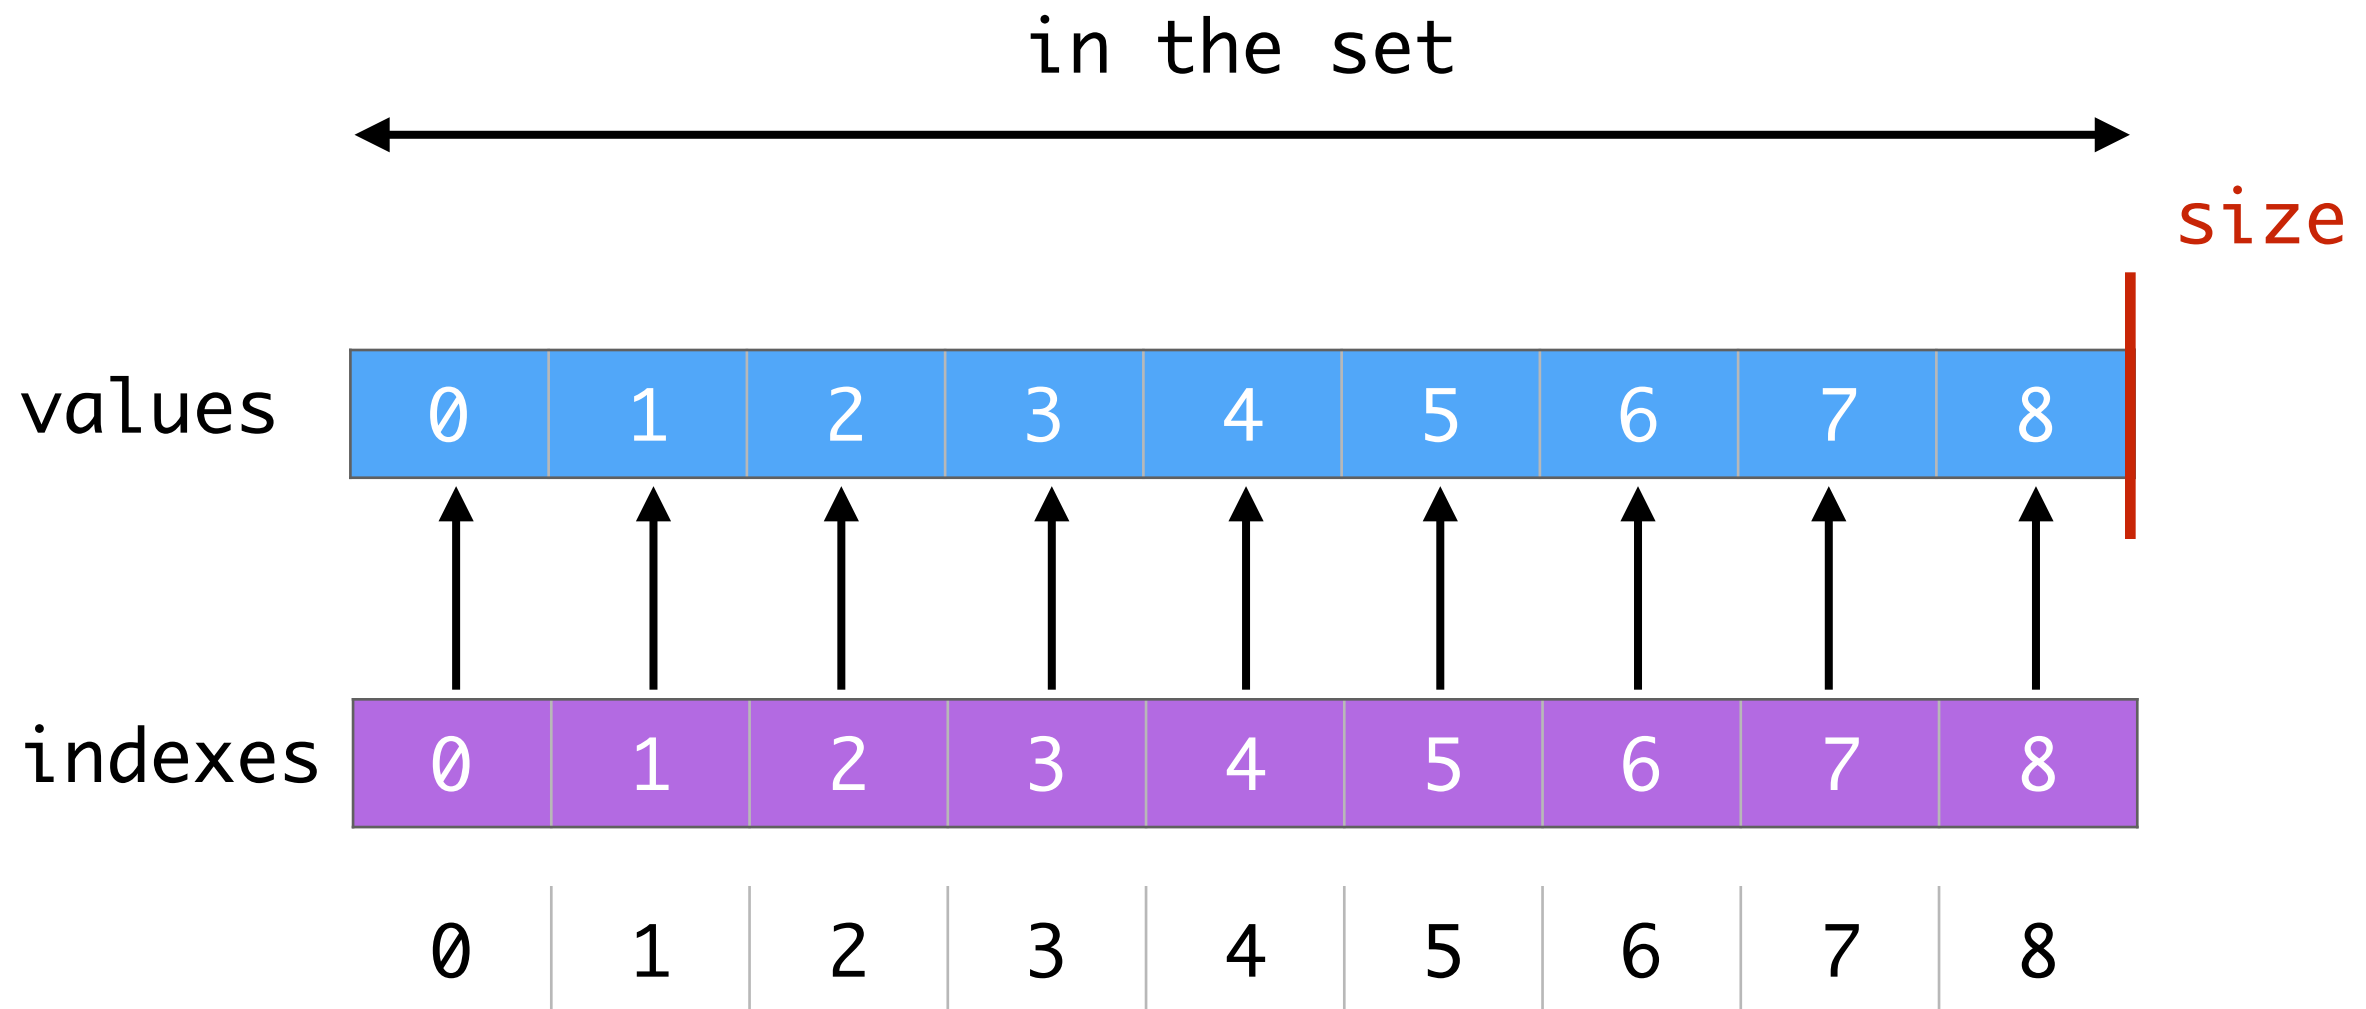 in the set
size
values 0 1 2 3 4 5 6 7 8
indexes 0 1 2 3 4 5 6 7 8
0 1 2 3 4 5 6 7 8